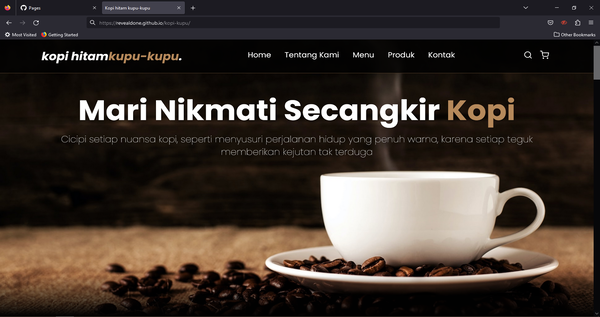 Pages
Kopi hitam kupu-kupu
https://revealdone.github.io/kopi-kupu/
Most Visited
Getting Started
Other Bookmarks
kopi hitamkupu-kupu.
Home
Tentang Kami
Menu
Produk
Kontak
Mari Nikmati Secangkir Kopi
Cicipi setiap nuansa kopi, seperti menyusuri perjalanan hidup yang penuh warna, karena setiap teguk
memberikan kejutan tak terduga